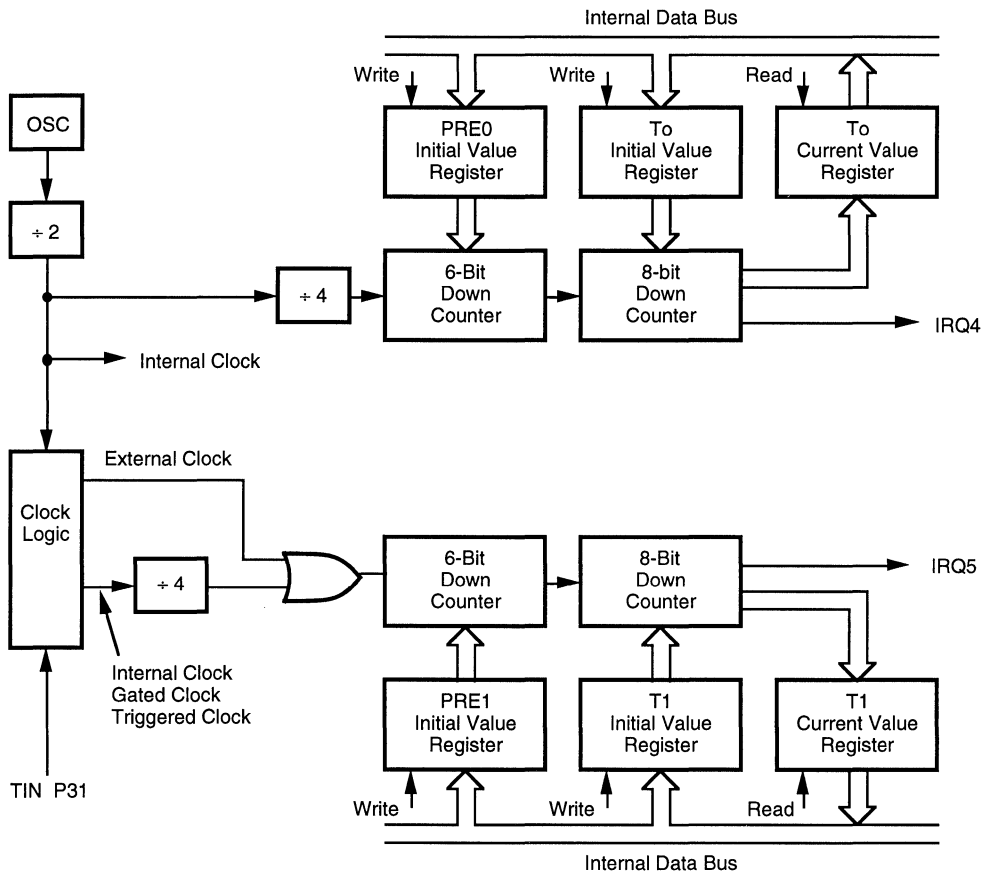 Internal Data Bus
Write
Write
Read
OSC
PRE0
Initial Value
Register
To
Initial Value
Register
To
Current Value
Register
÷ 2
÷ 4
6-Bit
Down
Counter
8-bit
Down
Counter
IRQ4
Internal Clock
External Clock
Clock
Logic
÷ 4
6-Bit
Down
Counter
8-Bit
Down
Counter
IRQ5
Internal Clock
Gated Clock
Triggered Clock
PRE1
Initial Value
Register
T1
Initial Value
Register
T1
Current Value
Register
TIN P31
Write
Write
Read
Internal Data Bus